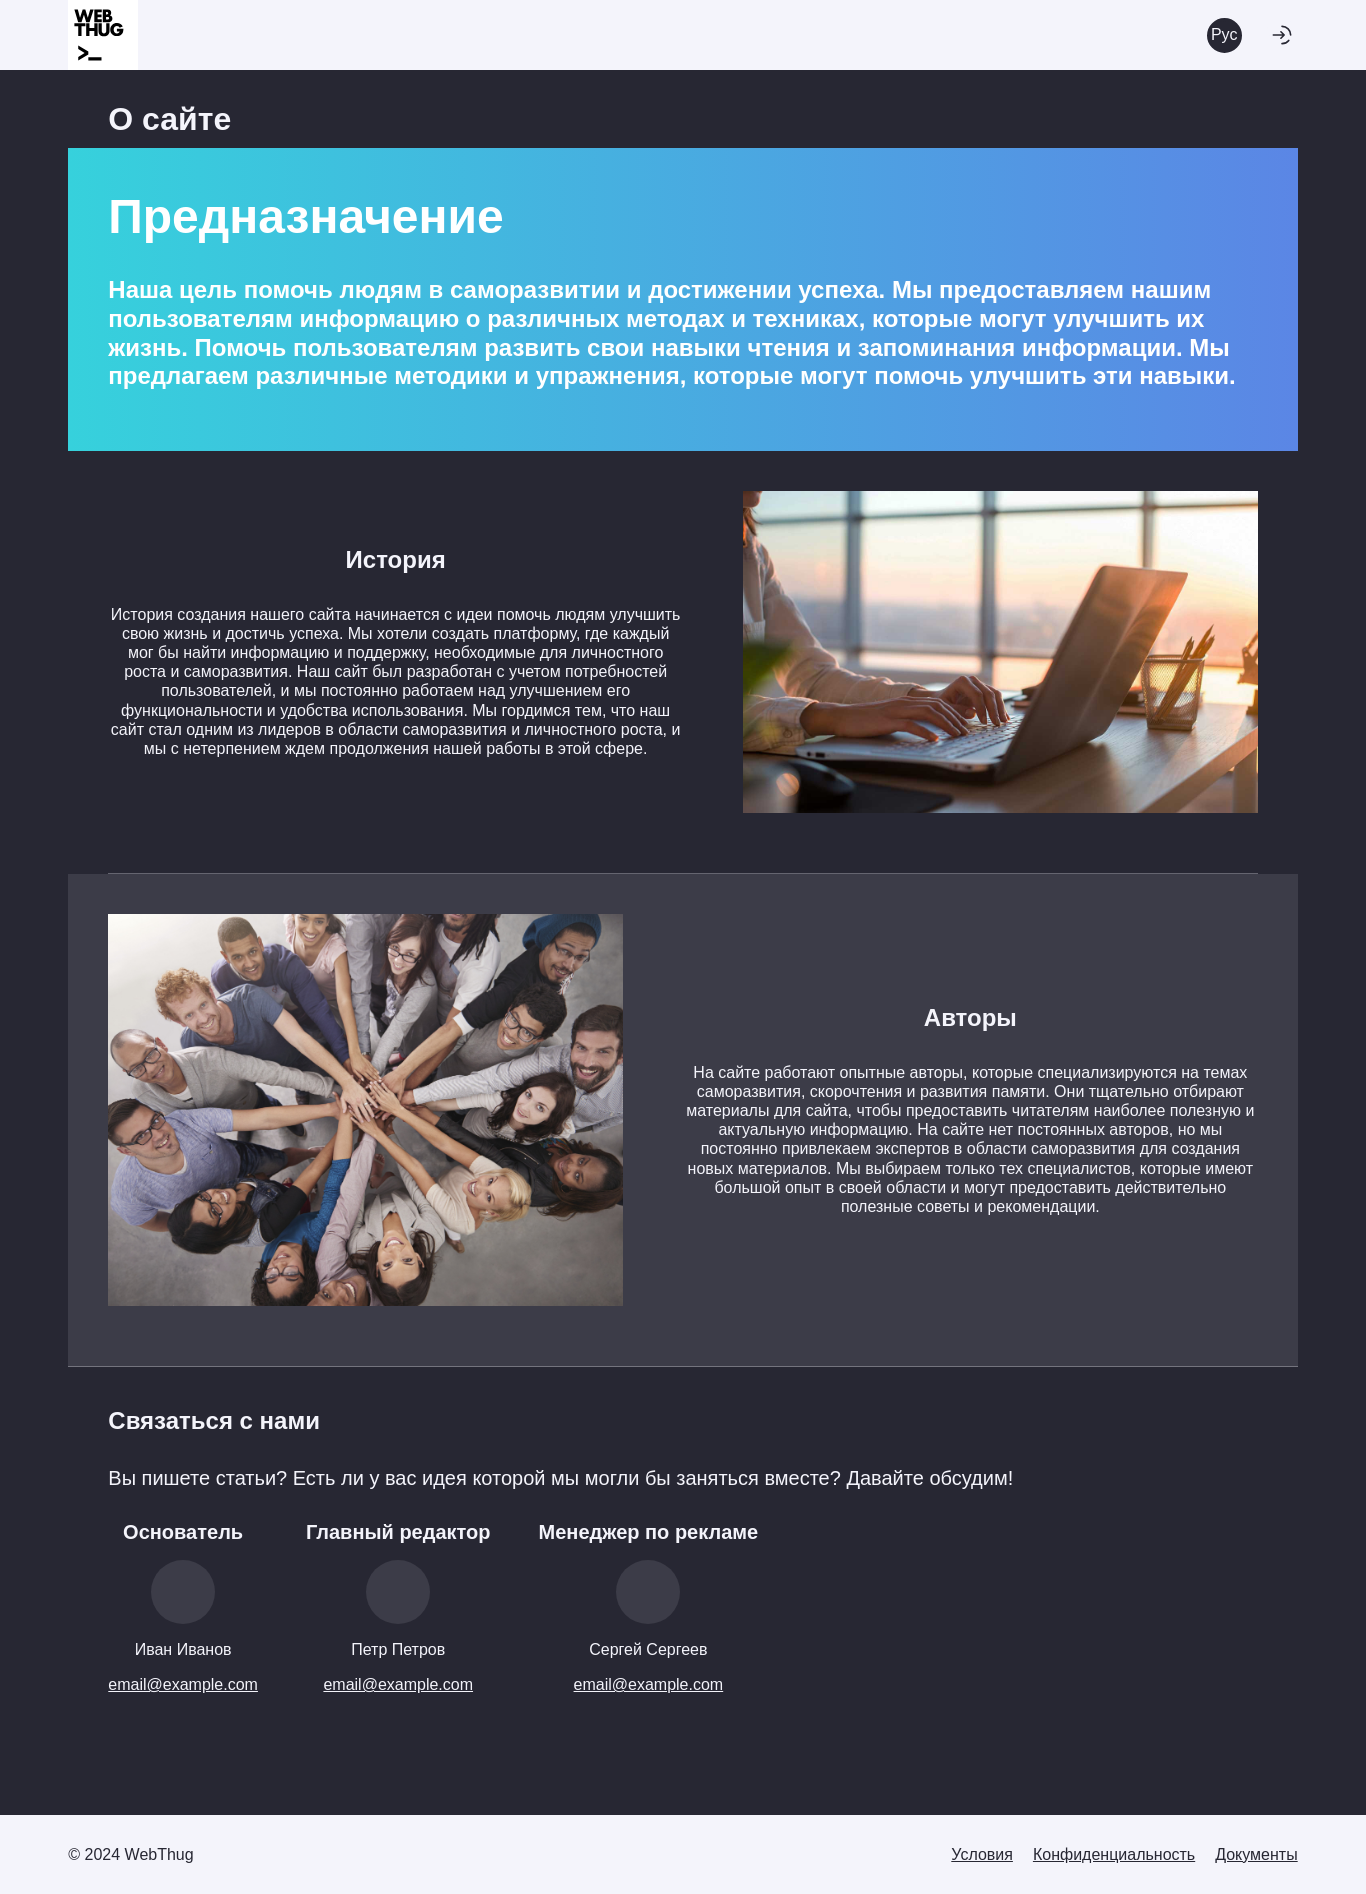 WEB
THUG
>_
Рус
О сайте
Предназначение
Наша цель помочь людям в саморазвитии и достижении успеха. Мы предоставляем нашим
пользователям информацию о различных методах и техниках, которые могут улучшить их
жизнь. Помочь пользователям развить свои навыки чтения и запоминания информации. Мы
предлагаем различные методики и упражнения, которые могут помочь улучшить эти навыки.
История
История создания нашего сайта начинается с идеи помочь людям улучшить
свою жизнь и достичь успеха. Мы хотели создать платформу, где каждый
мог бы найти информацию и поддержку, необходимые для личностного
роста и саморазвития. Наш сайт был разработан с учетом потребностей
пользователей, и мы постоянно работаем над улучшением его
функциональности и удобства использования. Мы гордимся тем, что наш
сайт стал одним из лидеров в области саморазвития и личностного роста, и
мы с нетерпением ждем продолжения нашей работы в этой сфере.
Авторы
На сайте работают опытные авторы, которые специализируются на темах
саморазвития, скорочтения и развития памяти. Они тщательно отбирают
материалы для сайта, чтобы предоставить читателям наиболее полезную и
актуальную информацию. На сайте нет постоянных авторов, но мы
постоянно привлекаем экспертов в области саморазвития для создания
новых материалов. Мы выбираем только тех специалистов, которые имеют
большой опыт в своей области и могут предоставить действительно
полезные советы и рекомендации.
Связаться с нами
Вы пишете статьи? Есть ли у вас идея которой мы могли бы заняться вместе? Давайте обсудим!
Основатель
Иван Иванов
email@example.com
Главный редактор
Петр Петров
email@example.com
Менеджер по рекламе
Сергей Сергеев
email@example.com
© 2024 WebThug
Условия
Конфиденциальность
Документы